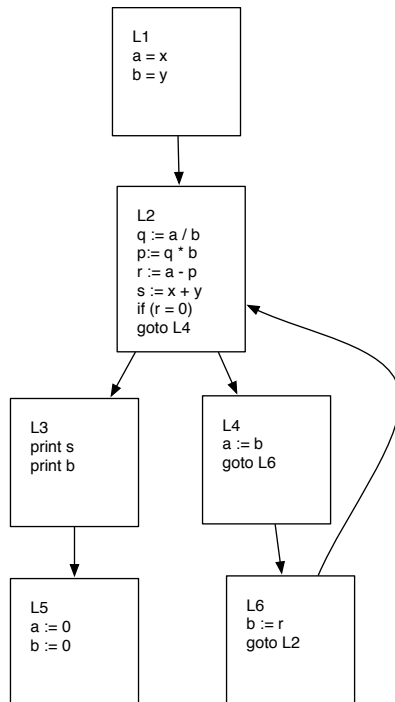 L1
a = x
b = y
L2
q := a / b
p:= q * b
r := a - p
s := x + y
if (r = 0)
goto L4
L3
print s
print b
L4
a := b
goto L6
L5
a := 0
b := 0
L6
b := r
goto L2